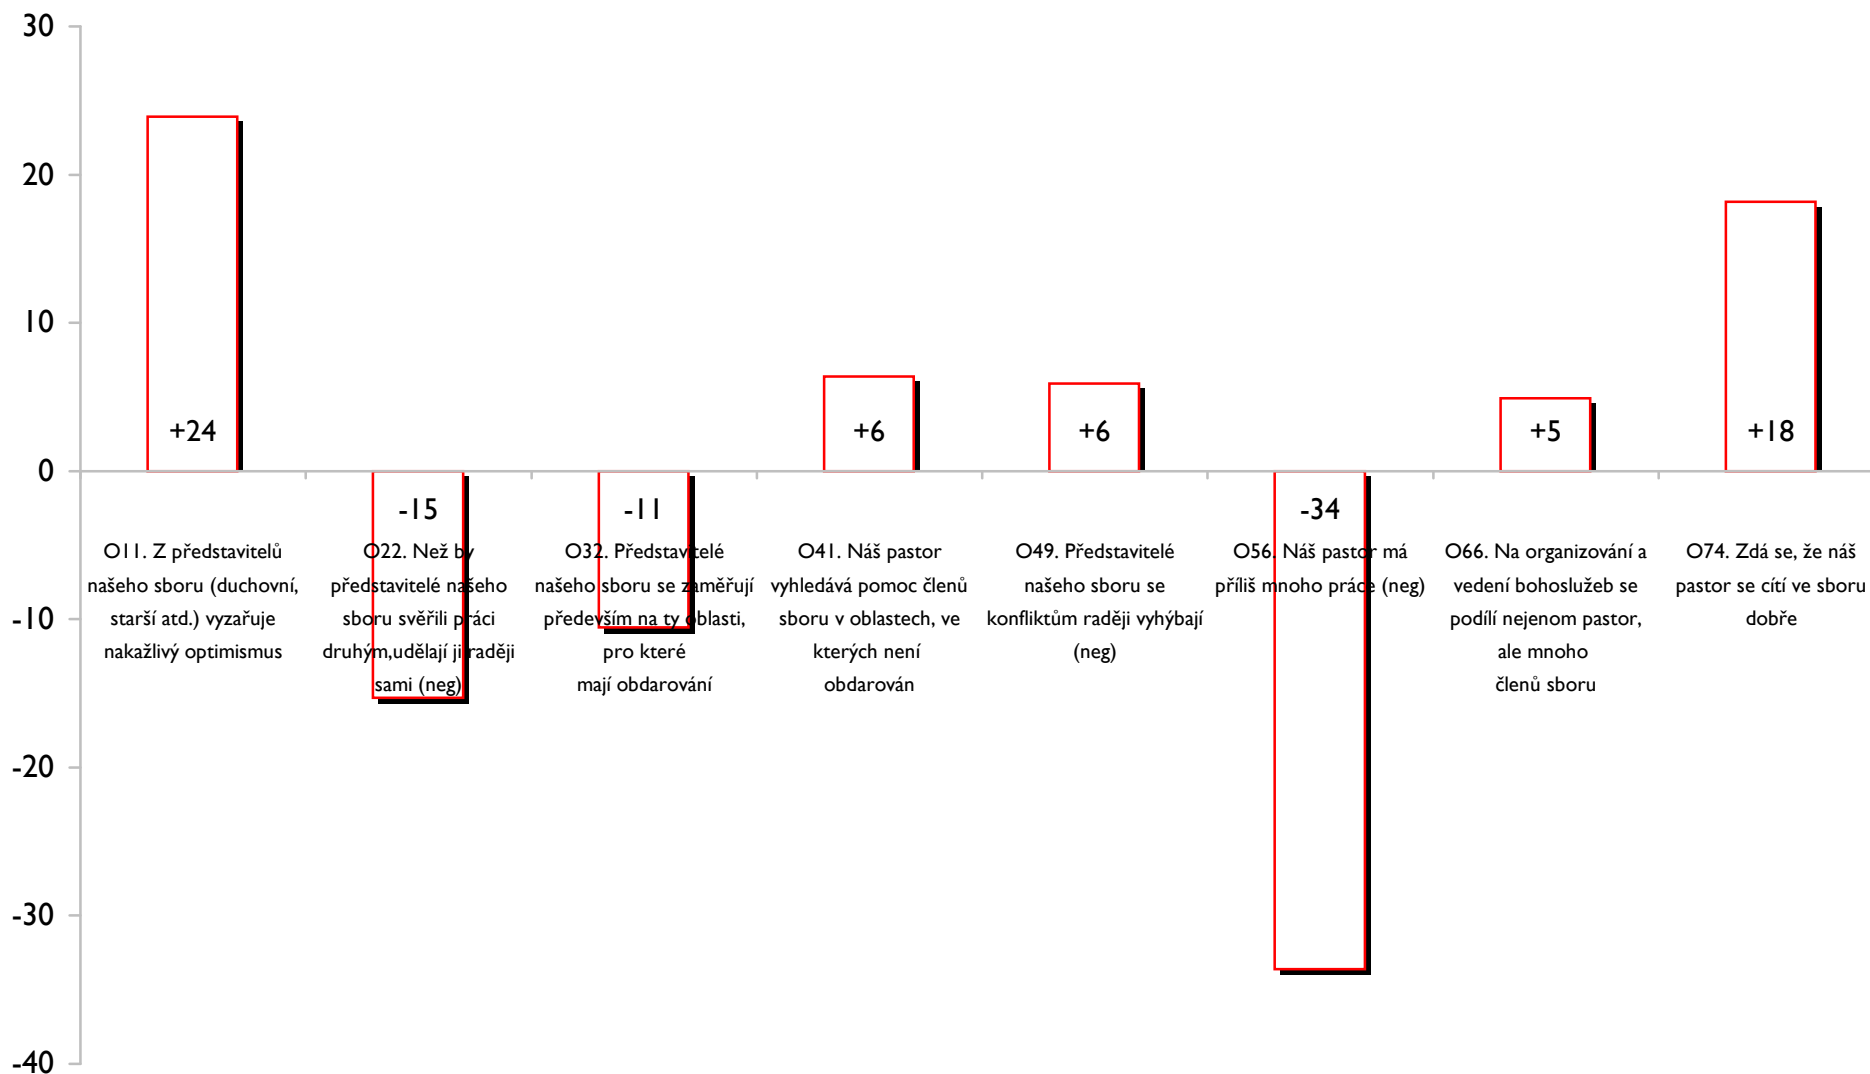 30
20
10
0
-10
-20
-30
-40
+24
-15
-11
+6
+6
-34
+5
+18
O11. Z představitelů
našeho sboru (duchovní,
starší atd.) vyzařuje
nakažlivý optimismus
O22. Než by
představitelé našeho
sboru svěřili práci
druhým,udělají ji raději
sami (neg)
O32. Představitelé
našeho sboru se zaměřují
především na ty oblasti,
pro které
mají obdarování
O41. Náš pastor
vyhledává pomoc členů
sboru v oblastech, ve
kterých není
obdarován
O49. Představitelé
našeho sboru se
konfliktům raději vyhýbají
(neg)
O56. Náš pastor má
příliš mnoho práce (neg)
O66. Na organizování a
vedení bohoslužeb se
podílí nejenom pastor,
ale mnoho
členů sboru
O74. Zdá se, že náš
pastor se cítí ve sboru
dobře